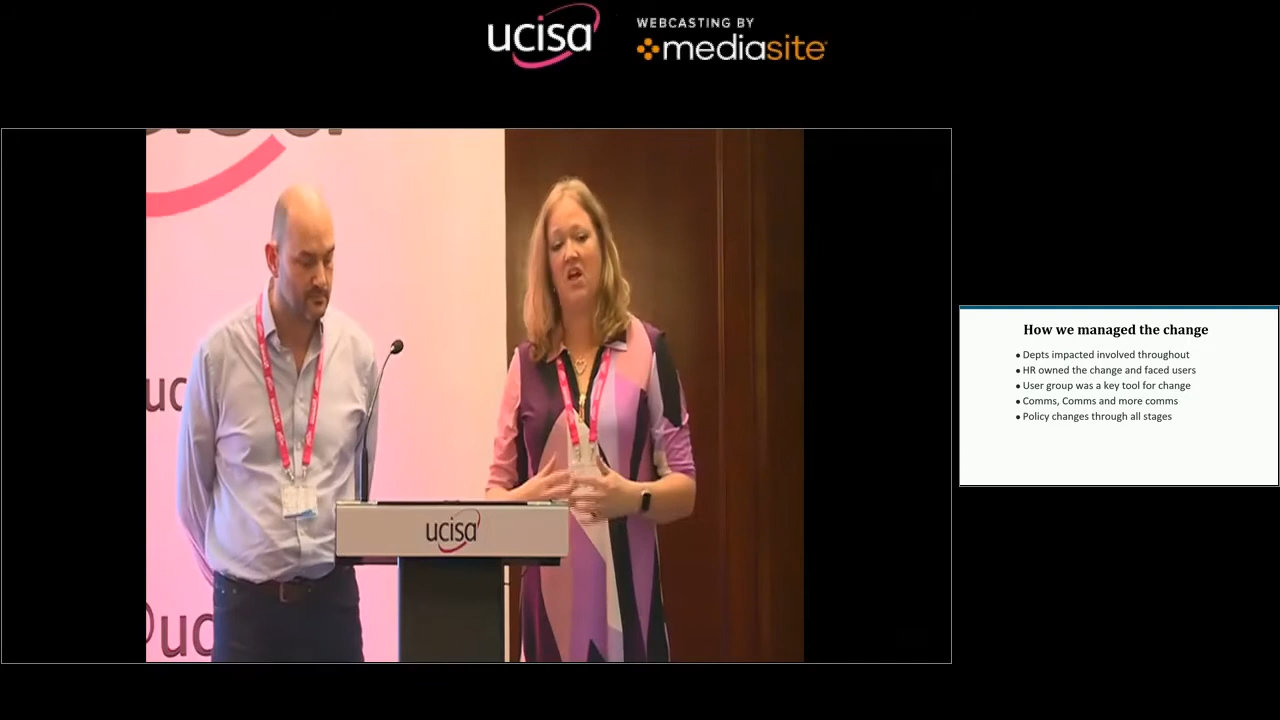 ucisa
WEBCASTING BY
mediasite
How we managed the change
• Depts impacted involved throughout
• HR owned the change and faced users
• User group was a key tool for change
• Comms, Comms and more comms
• Policy changes through all stages
uc
ucisa
@uc